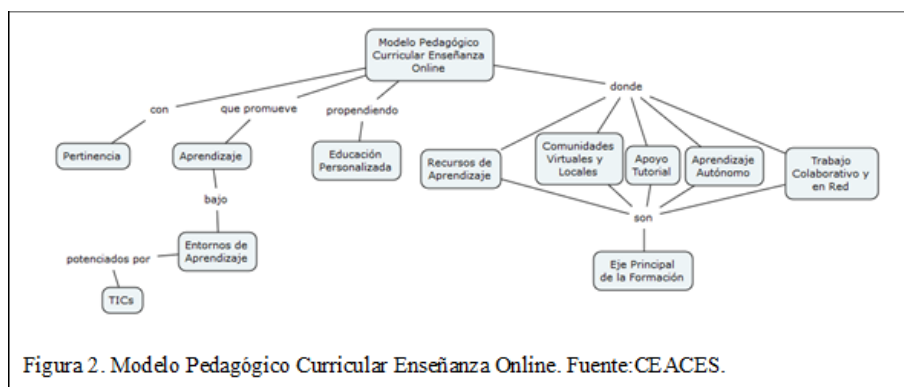 Modelo Pedagógico
Curricular Enseñanza
Online
con
que promueve
propendiendo
donde
Pertinencia
Aprendizaje
Educación
Personalizada
Recursos de
Aprendizaje
Comunidades
Virtuales y
Locales
Apoyo
Tutorial
Aprendizaje
Autónomo
Trabajo
Colaborativo y
en Red
bajo
son
Entornos de
Aprendizaje
potenciados por
TICs
Eje Principal
de la Formación
Figura 2. Modelo Pedagógico Curricular Enseñanza Online. Fuente:CEACES.